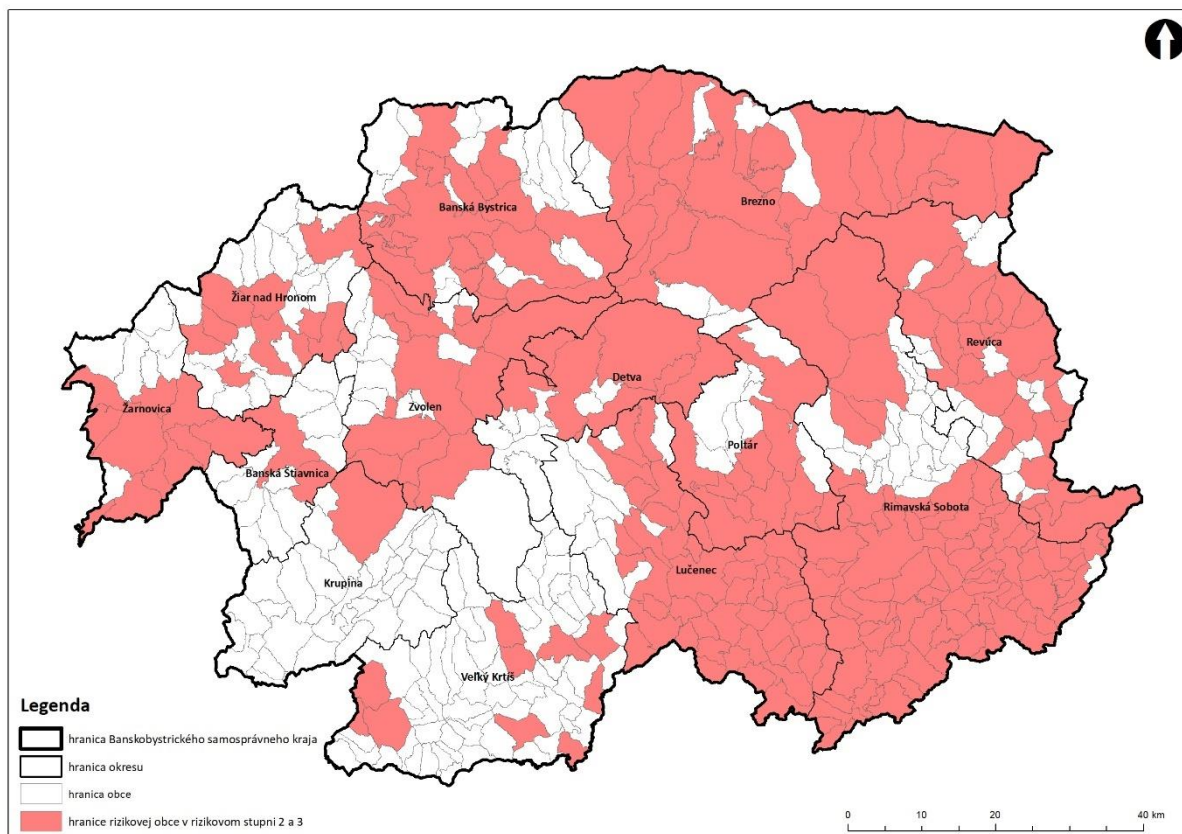 Brezno
Banská Bystrica
Žiar nad Hronom
Revúca
Detva
Žarnovica
Zvolen
Poltár
Banská Štiavnica
Rimavská Sobota
Lučenec
Krupina
Veľký Krtíš
Legenda
hranica Banskobystrického samosprávneho kraja
hranica okresu
hranica obce
hranice rizikovej obce v rizikovom stupni 2 a 3
0 10 20 40 km